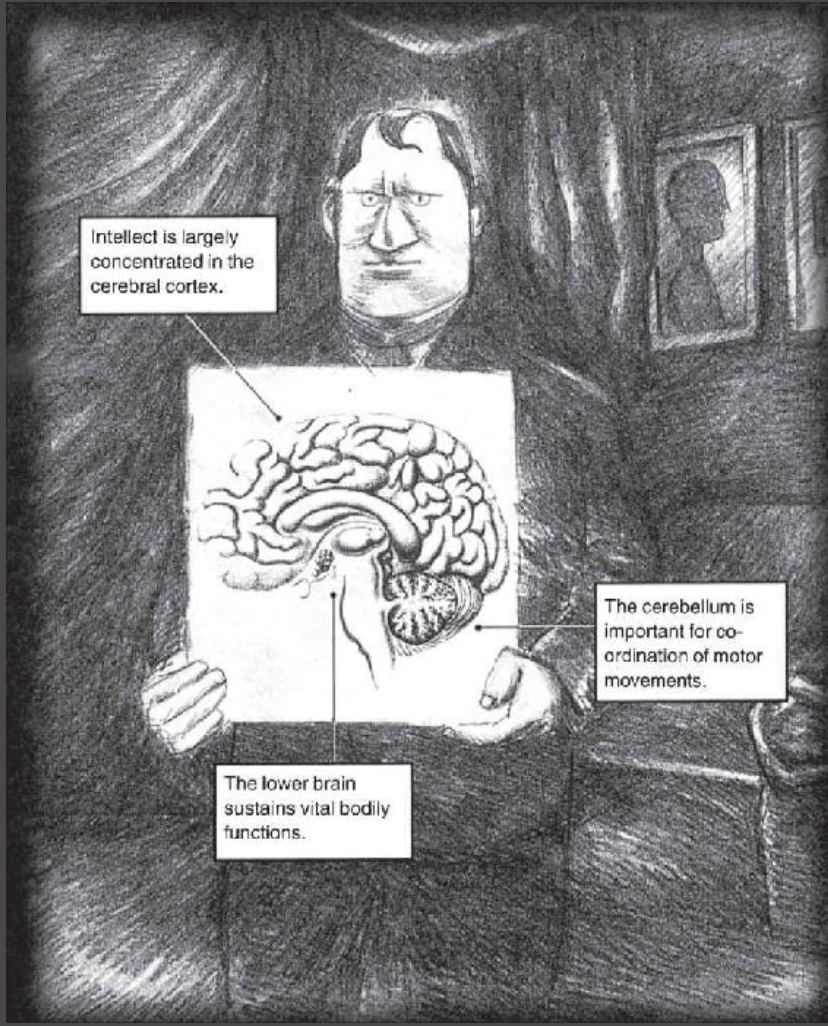 Intellect is largely
concentrated in the
cerebral cortex.
The cerebellum is
important for co-
ordination of motor
movements.
The lower brain
sustains vital bodily
functions.